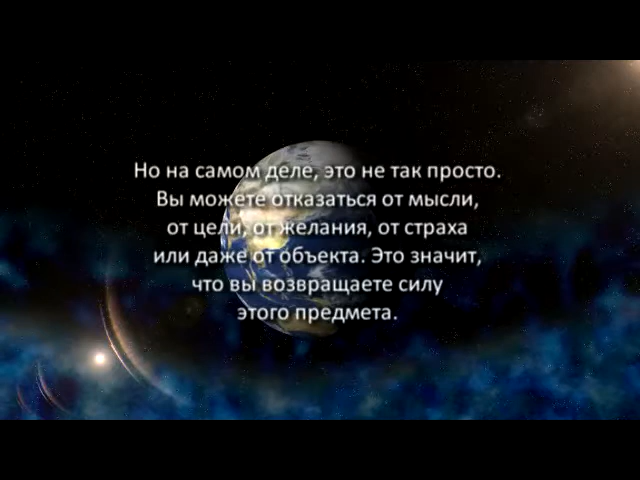 Но на самом деле, это не так просто.
Вы можете отказаться от мысли,
от цели, от желания, от страха
или даже от объекта. Это значит,
что вы возвращаете силу
этого предмета.